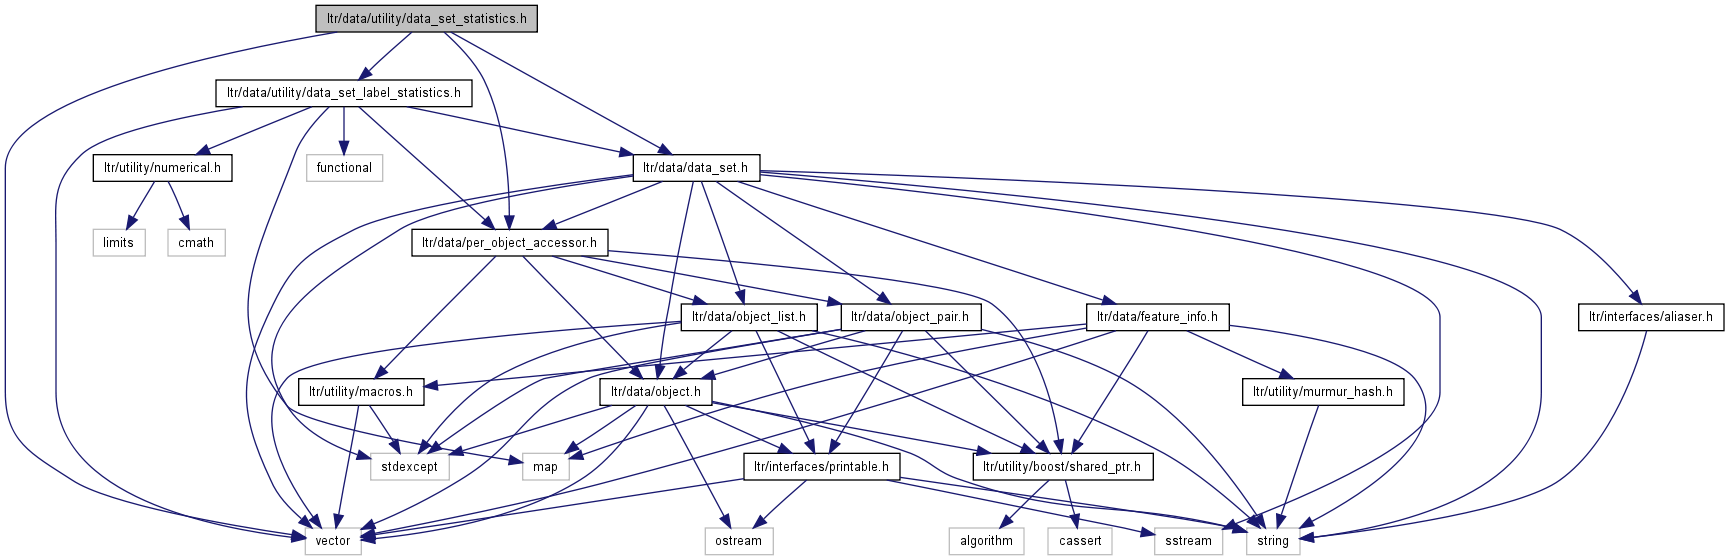 ltr/data/utility/data_set_statistics.h
ltr/data/utility/data_set_label_statistics.h
ltr/utility/numerical.h
functional
ltr/data/data_set.h
limits
cmath
ltr/data/per_object_accessor.h
ltr/data/object_list.h
ltr/data/object_pair.h
ltr/data/feature_info.h
ltr/interfaces/aliaser.h
ltr/utility/macros.h
ltr/data/object.h
ltr/utility/murmur_hash.h
stdexcept
map
ltr/interfaces/printable.h
ltr/utility/boost/shared_ptr.h
vector
ostream
algorithm
cassert
sstream
string